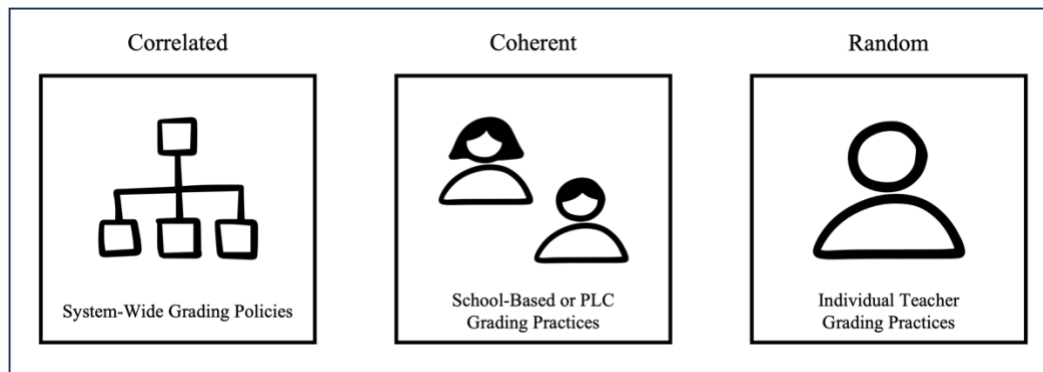 Correlated
Coherent
Random
System-Wide Grading Policies
School-Based or PLC
Grading Practices
Individual Teacher
Grading Practices